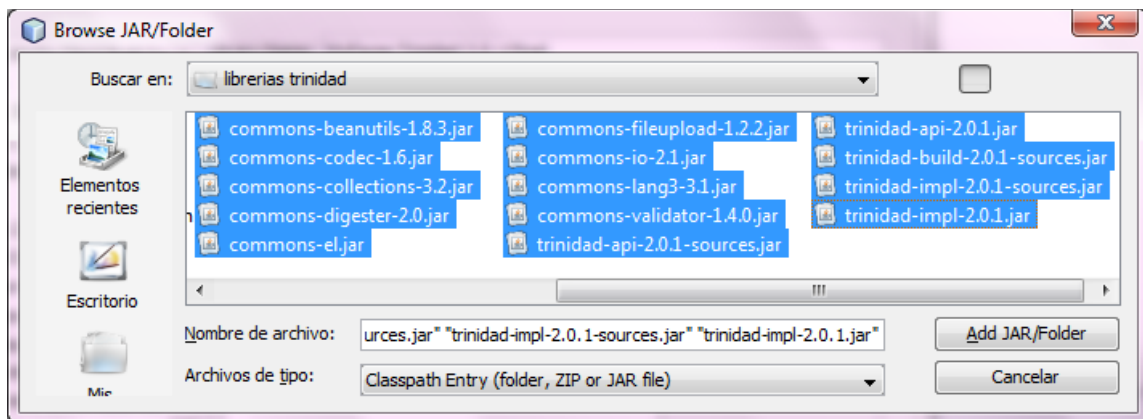 Browse JAR/Folder
Buscar en:
librerias trinidad
Elementos
recientes
Escritorio
Mis
commons-beanutils-1.8.3.jar
commons-codec-1.6.jar
commons-collections-3.2.jar
commons-digester-2.0.jar
commons-el.jar
commons-fileupload-1.2.2.jar
commons-io-2.1.jar
commons-lang3-3.1.jar
commons-validator-1.4.0.jar
trinidad-api-2.0.1-sources.jar
trinidad-api-2.0.1.jar
trinidad-build-2.0.1-sources.jar
trinidad-impl-2.0.1-sources.jar
trinidad-impl-2.0.1.jar
Nombre de archivo:
urces.jar" "trinidad-impl-2.0.1-sources.jar" "trinidad-impl-2.0.1.jar"
Add JAR/Folder
Archivos de tipo:
Classpath Entry (folder, ZIP or JAR file)
Cancelar